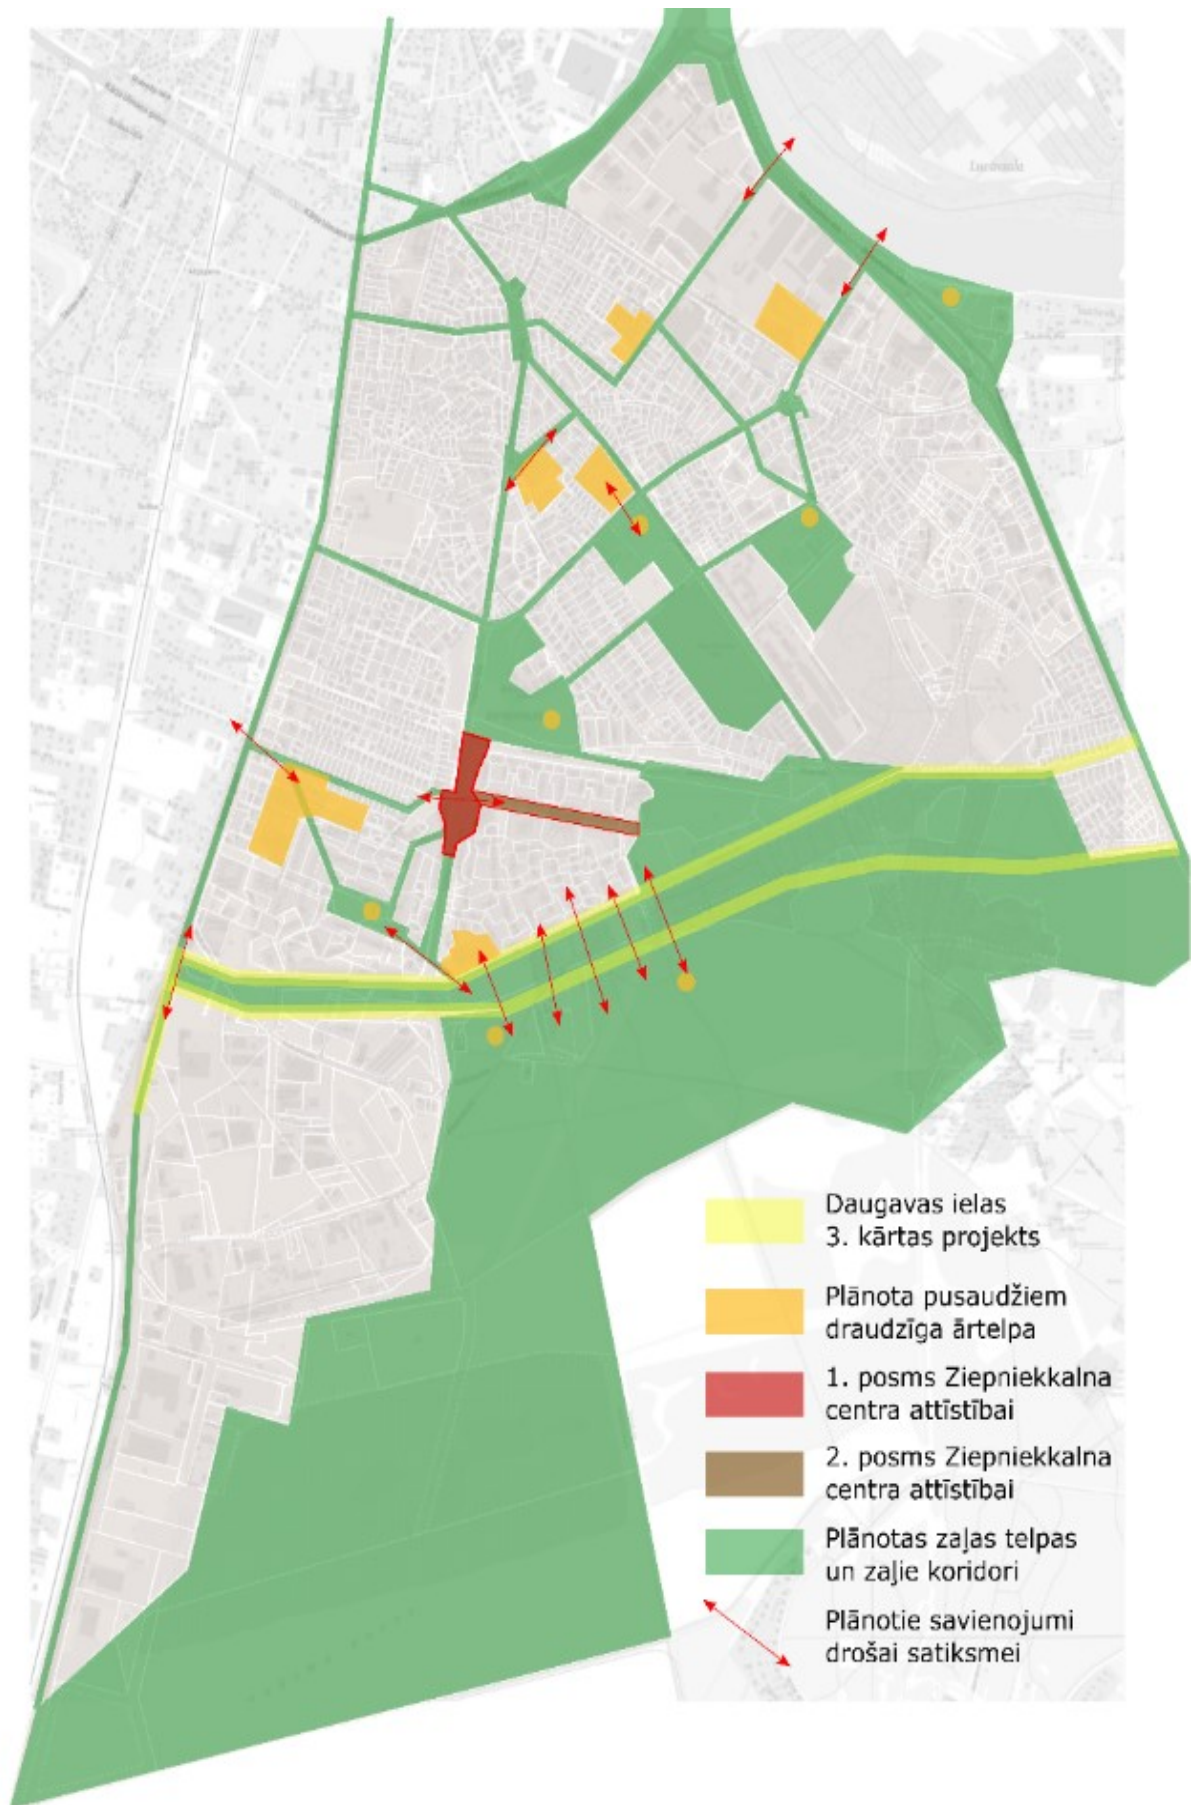 Lucavsala
Daugavas ielas
3. kārtas projekts
Plānota pusaudžiem
draudzīga ārtelpa
1. posms Ziepniekkalna
centra attīstībai
2. posms Ziepniekkalna
centra attīstībai
Plānotas zaļas telpas
un zaļie koridori
Plānotie savienojumi
drošai satiksmei